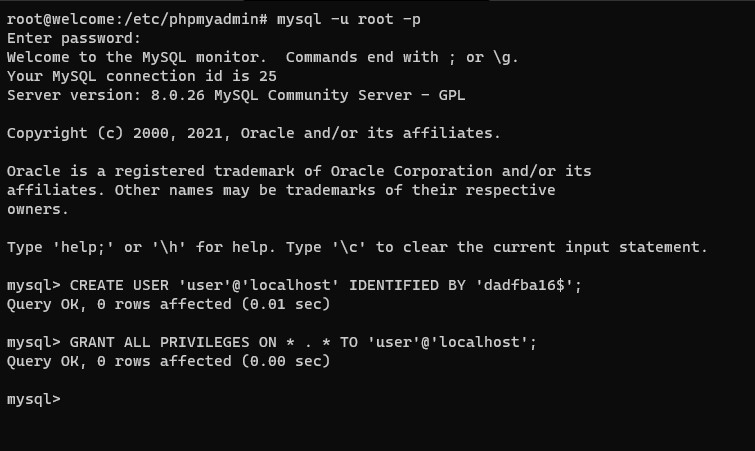 root@welcome:/etc/phpmyadmin# mysql -u root -p
Enter password:
Welcome to the MySQL monitor.  Commands end with ; or \g.
Your MySQL connection id is 25
Server version: 8.0.26 MySQL Community Server - GPL

Copyright (c) 2000, 2021, Oracle and/or its affiliates.

Oracle is a registered trademark of Oracle Corporation and/or its
affiliates. Other names may be trademarks of their respective
owners.

Type 'help;' or '\h' for help. Type '\c' to clear the current input statement.

mysql> CREATE USER 'user'@'localhost' IDENTIFIED BY 'dadfba16$';
Query OK, 0 rows affected (0.01 sec)

mysql> GRANT ALL PRIVILEGES ON * . * TO 'user'@'localhost';
Query OK, 0 rows affected (0.00 sec)

mysql>